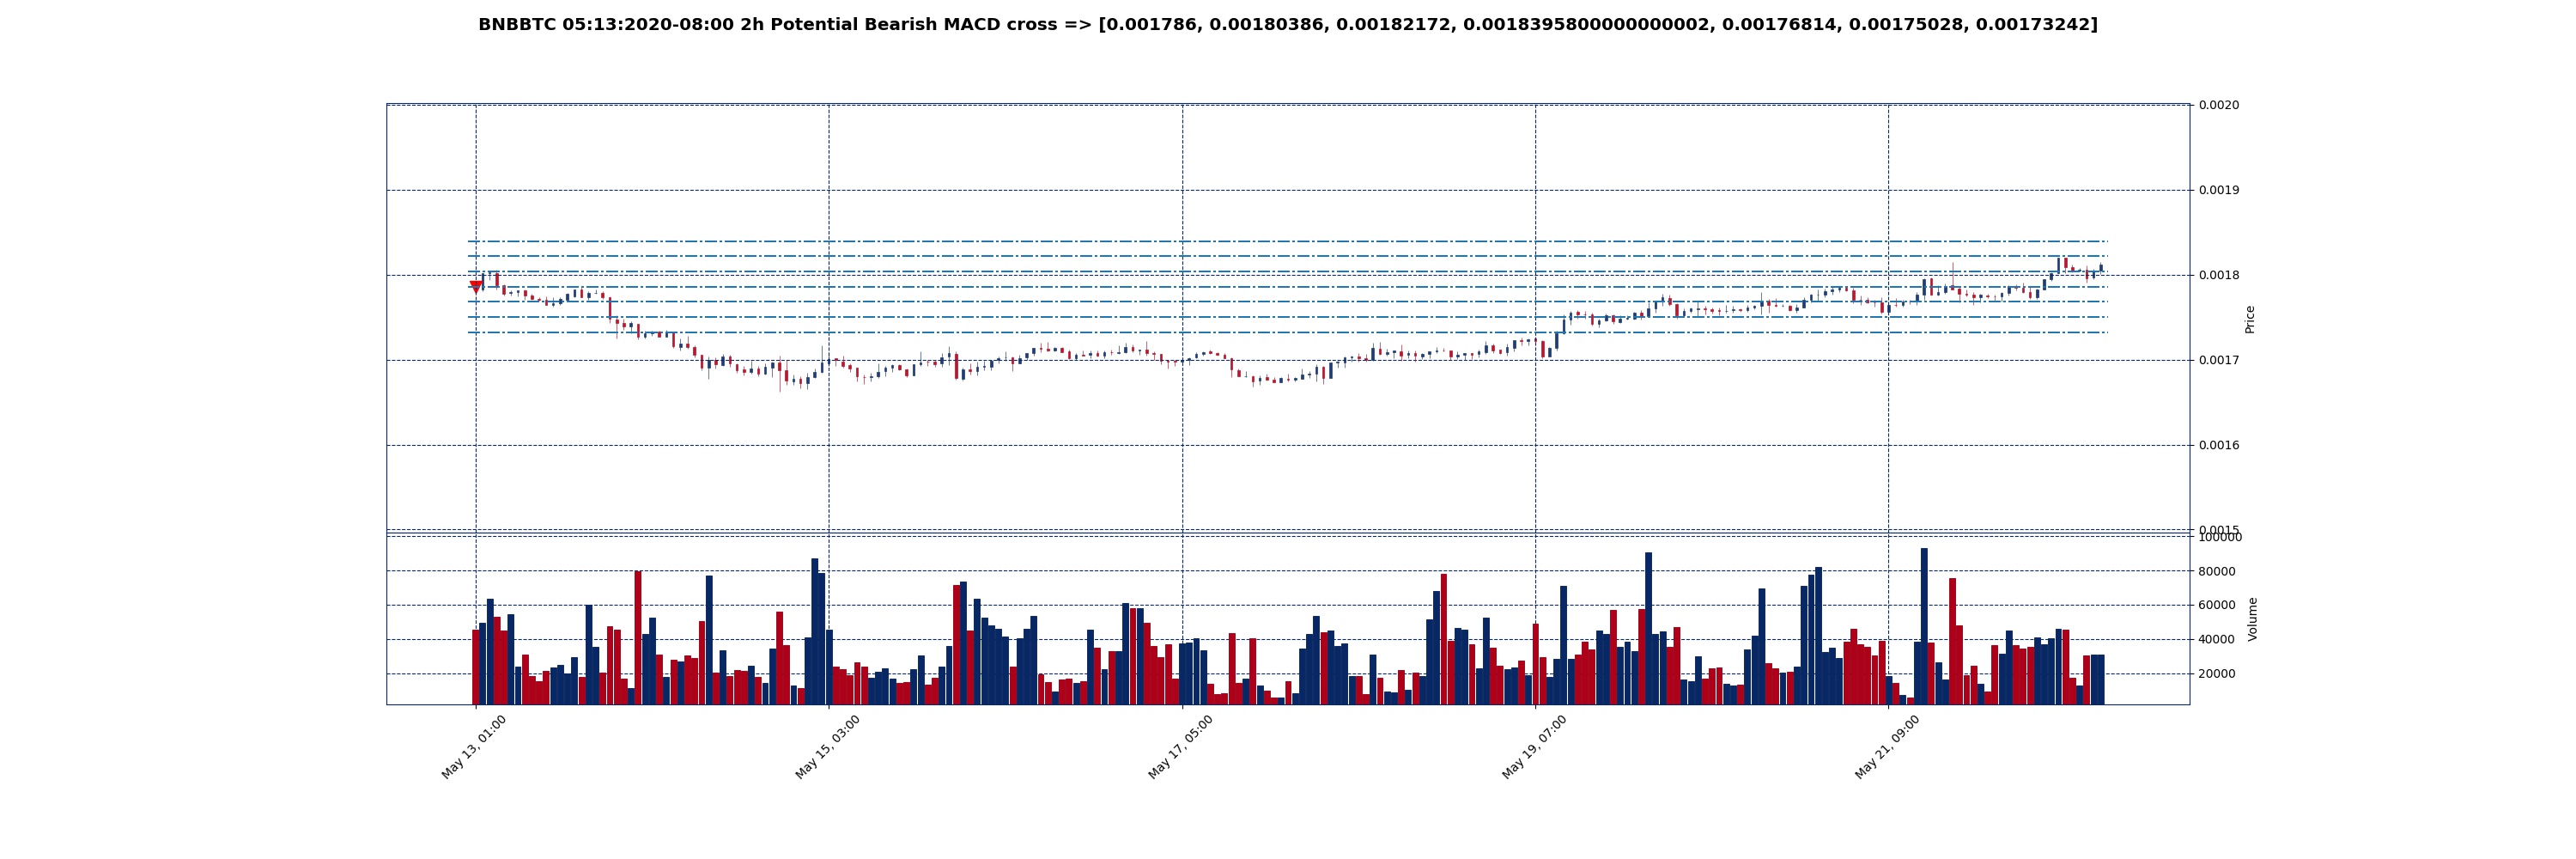 BNBBTC 05:13:2020-08:00 2h Potential Bearish MACD cross => [0.001786, 0.00180386, 0.00182172, 0.0018395800000000002, 0.00176814, 0.00175028, 0.00173242]
0.0020
0.0019
0.0018
0.0017
0.0016
0.0015
Price
100000
80000
60000
40000
20000
Volume
May 13, 01:00
May 15, 03:00
May 17, 05:00
May 19, 07:00
May 21, 09:00